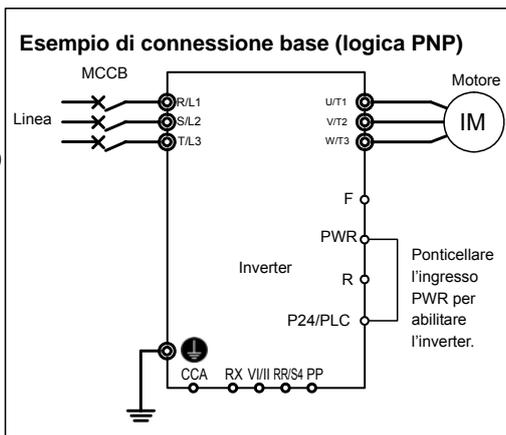 Esempio di connessione base (logica PNP)
MCCB
Motore
Linea
R/L1
S/L2
T/L3
U/T1
V/T2
W/T3
IM
F
PWR
Inverter
R
P24/PLC
Ponticellare
l'ingresso
PWR per
abilitare
l'inverter.
CCA RX VI/II RR/S4 PP